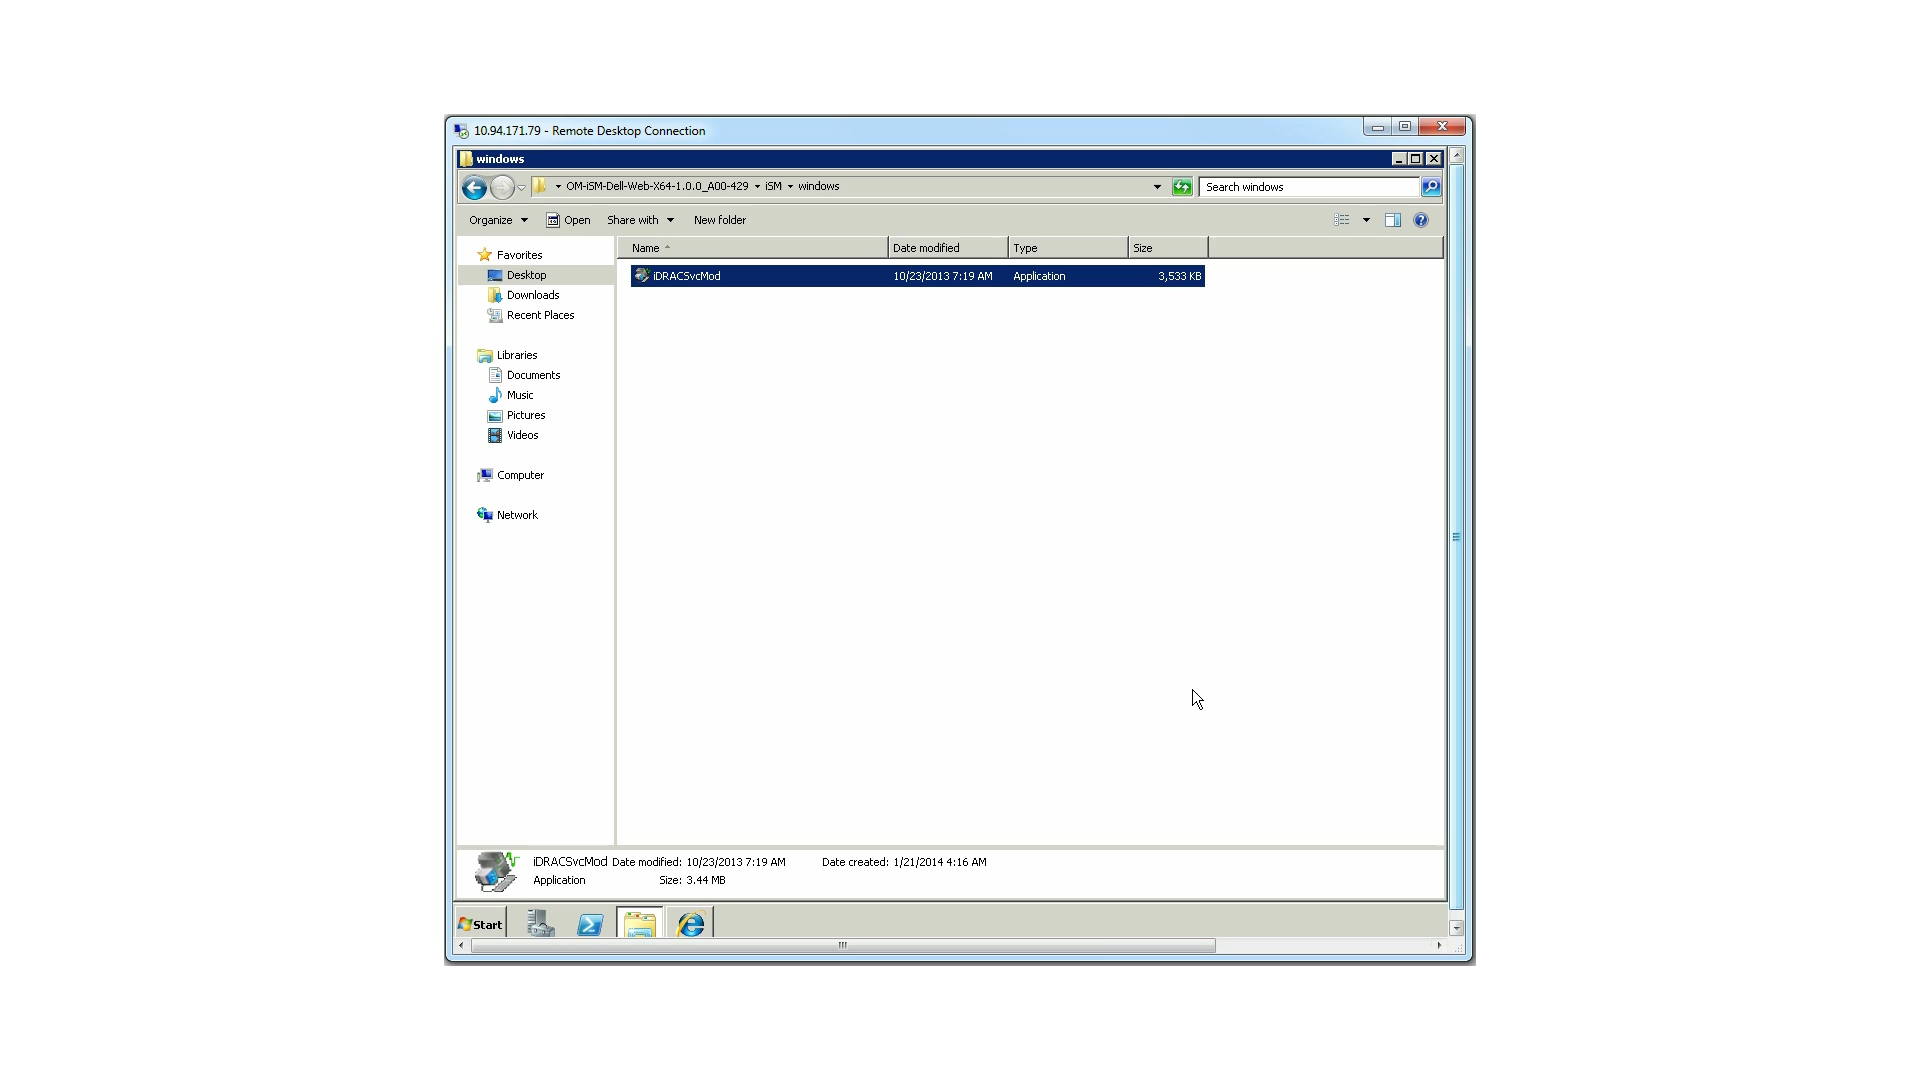 10.94.171.79 - Remote Desktop Connection
windows
OM-iSM-Dell-Web-X64-1.0.0_A00-429 iSM windows
Search windows
Organize Open Share with New folder
Name Date modified Type Size
iDRACSvcMod 10/23/2013 7:19 AM Application 3,533 KB
Favorites
Desktop
Downloads
Recent Places
Libraries
Documents
Music
Pictures
Videos
Computer
Network
iDRACSvcMod Date modified: 10/23/2013 7:19 AM Date created: 1/21/2014 4:16 AM
Application Size: 3.44 MB
Start